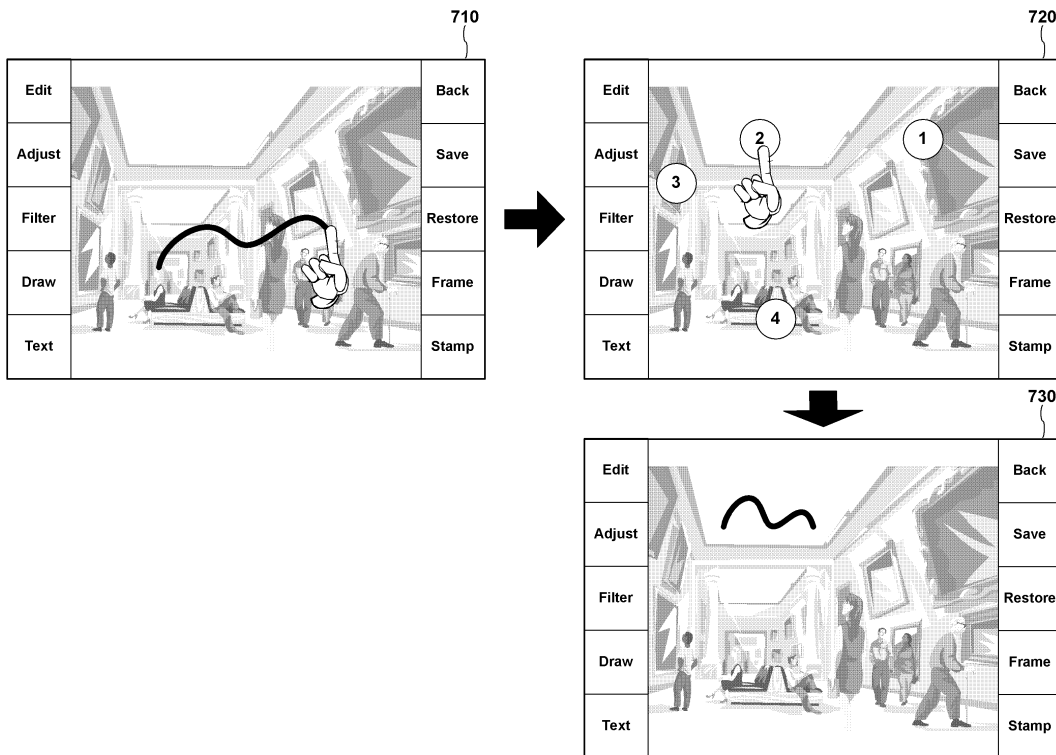 710
Edit
Adjust
Filter
Draw
Text
Back
Save
Restore
Frame
Stamp
720
Edit
Adjust
Filter
Draw
Text
1
2
3
4
Back
Save
Restore
Frame
Stamp
730
Edit
Adjust
Filter
Draw
Text
Back
Save
Restore
Frame
Stamp